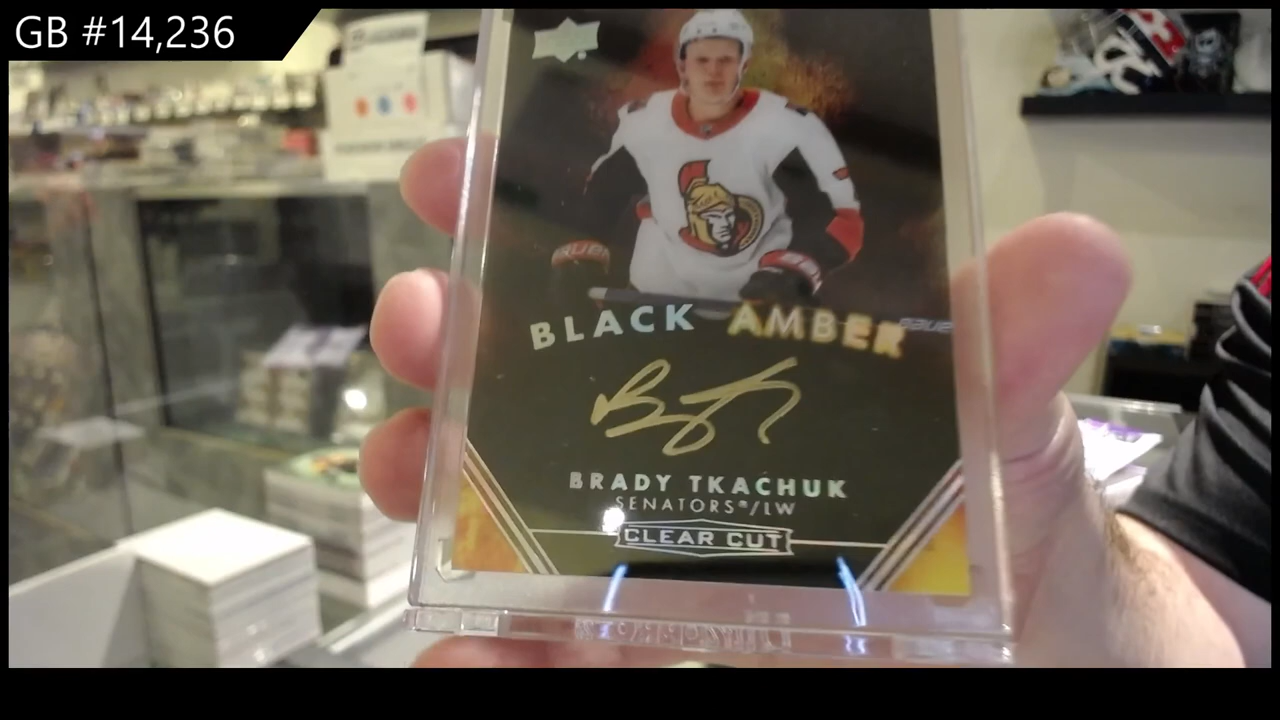 GB #14,236
BLACK AMBER
BRADY TKACHUK
SENATORS®/LW
CLEAR CUT